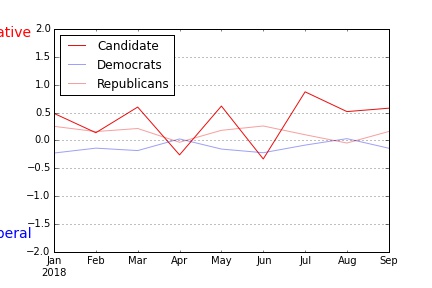 2.0
ative
Candidate
1.5
Democrats
1.0
Republicans
0.5
0.0
−0.5
−1.0
−1.5
beral
−2.0
Jan Feb Mar Apr May Jun Jul Aug Sep
2018